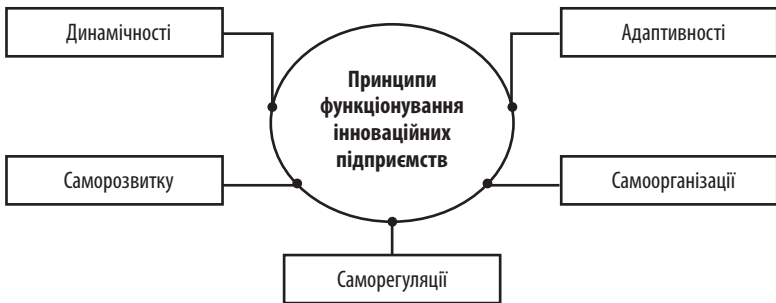 Динамічності
Адаптивності
Принципи
функціонування
інноваційних
підприємств
Саморозвитку
Самоорганізації
Саморегуляції